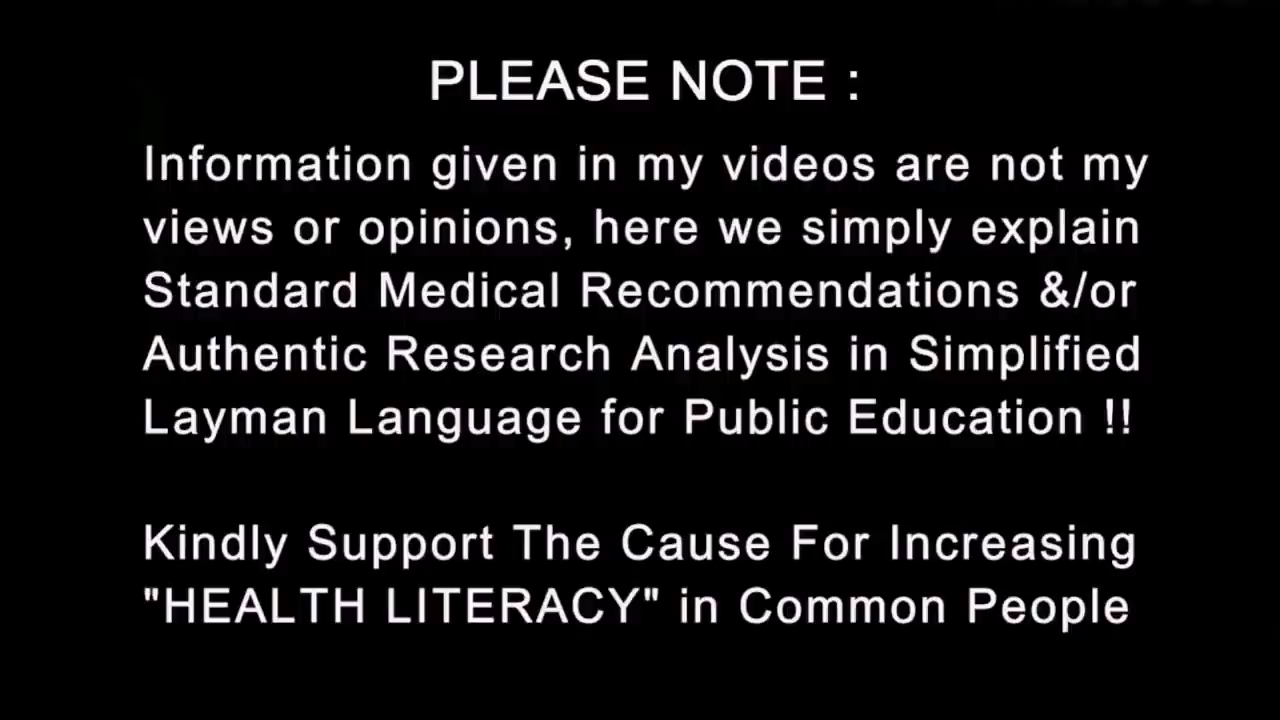 PLEASE NOTE :
Information given in my videos are not my
views or opinions, here we simply explain
Standard Medical Recommendations &/or
Authentic Research Analysis in Simplified
Layman Language for Public Education !!
Kindly Support The Cause For Increasing
"HEALTH LITERACY" in Common People